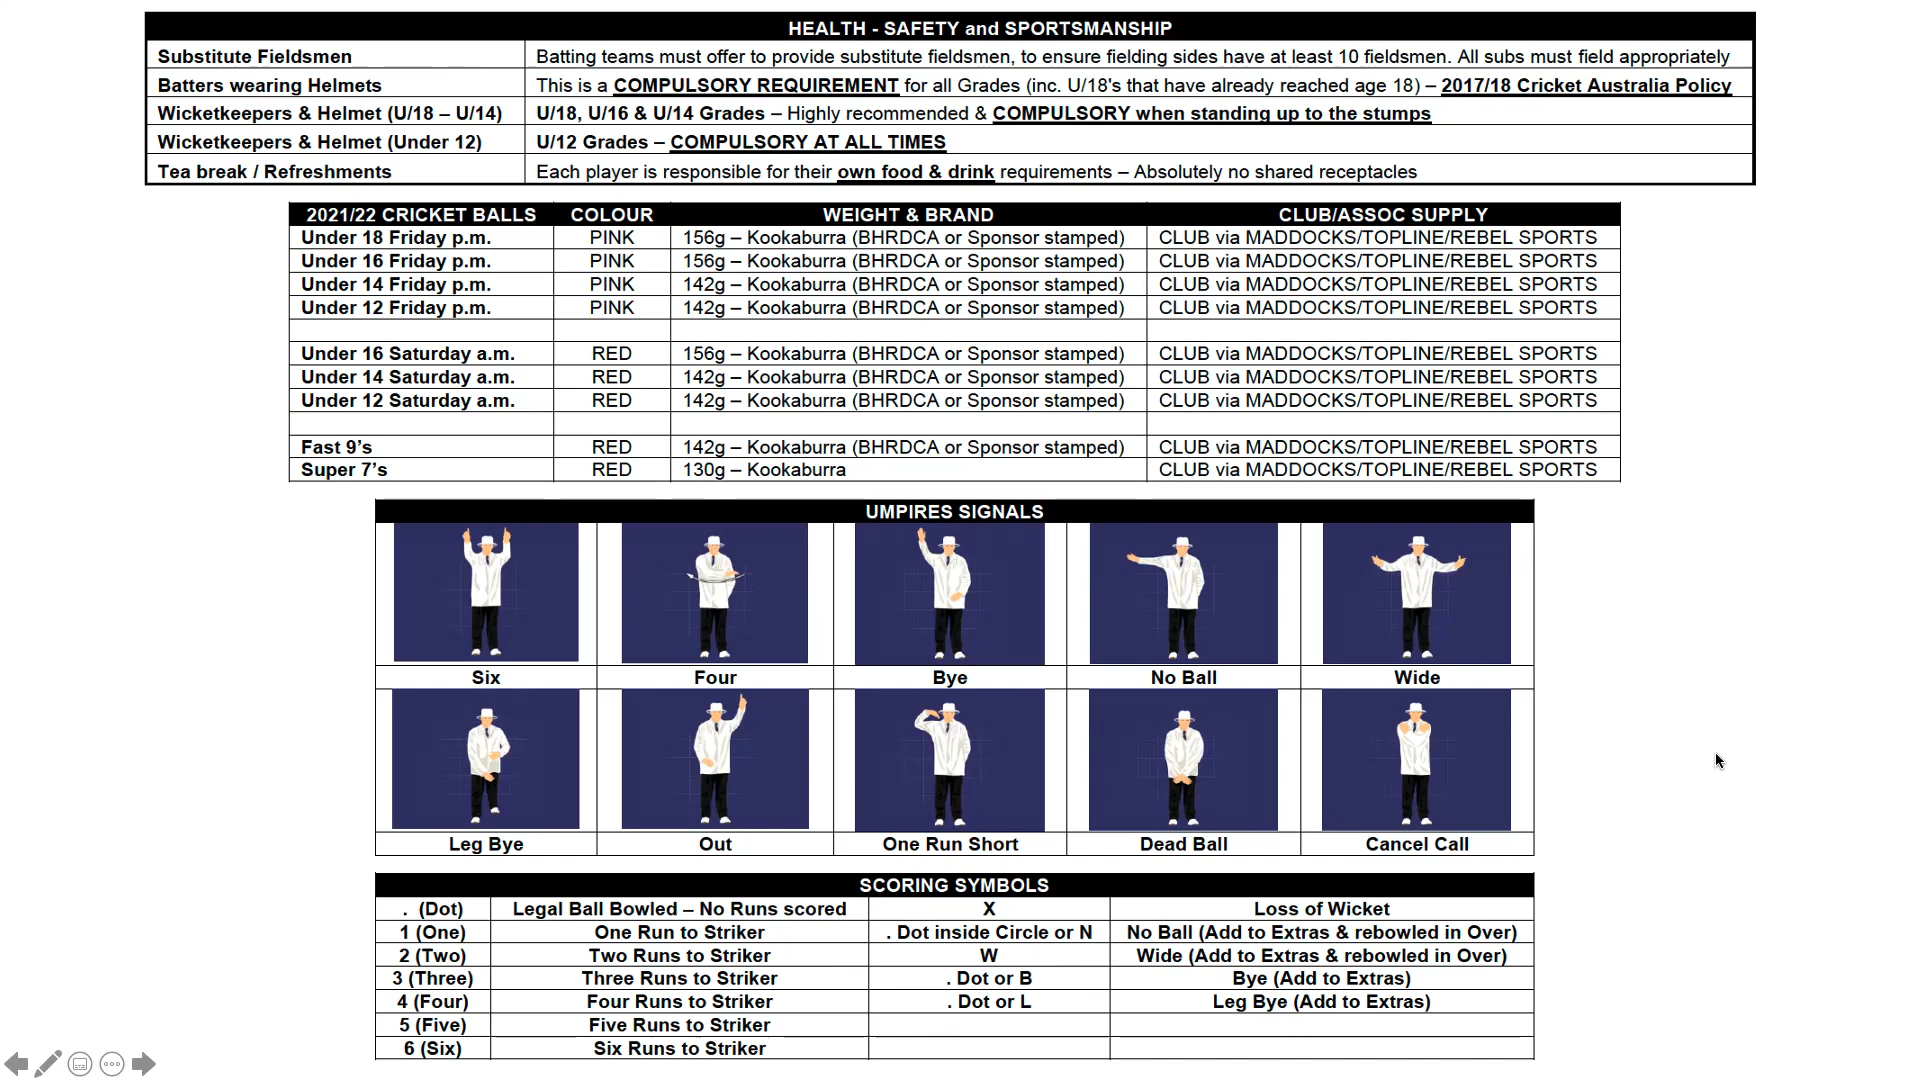 HEALTH - SAFETY and SPORTSMANSHIP
Substitute Fieldsmen Batting teams must offer to provide substitute fieldsmen, to ensure fielding sides have at least 10 fieldsmen. All subs must field appropriately
Batters wearing Helmets This is a COMPULSORY REQUIREMENT for all Grades (inc. U/18's that have already reached age 18) – 2017/18 Cricket Australia Policy
Wicketkeepers & Helmet (U/18 – U/14) U/18, U/16 & U/14 Grades – Highly recommended & COMPULSORY when standing up to the stumps
Wicketkeepers & Helmet (Under 12) U/12 Grades – COMPULSORY AT ALL TIMES
Tea break / Refreshments Each player is responsible for their own food & drink requirements – Absolutely no shared receptacles
2021/22 CRICKET BALLS COLOUR WEIGHT & BRAND CLUB/ASSOC SUPPLY
Under 18 Friday p.m. PINK 156g – Kookaburra (BHRDCA or Sponsor stamped) CLUB via MADDOCKS/TOPLINE/REBEL SPORTS
Under 16 Friday p.m. PINK 156g – Kookaburra (BHRDCA or Sponsor stamped) CLUB via MADDOCKS/TOPLINE/REBEL SPORTS
Under 14 Friday p.m. PINK 142g – Kookaburra (BHRDCA or Sponsor stamped) CLUB via MADDOCKS/TOPLINE/REBEL SPORTS
Under 12 Friday p.m. PINK 142g – Kookaburra (BHRDCA or Sponsor stamped) CLUB via MADDOCKS/TOPLINE/REBEL SPORTS
Under 16 Saturday a.m. RED 156g – Kookaburra (BHRDCA or Sponsor stamped) CLUB via MADDOCKS/TOPLINE/REBEL SPORTS
Under 14 Saturday a.m. RED 142g – Kookaburra (BHRDCA or Sponsor stamped) CLUB via MADDOCKS/TOPLINE/REBEL SPORTS
Under 12 Saturday a.m. RED 142g – Kookaburra (BHRDCA or Sponsor stamped) CLUB via MADDOCKS/TOPLINE/REBEL SPORTS
Fast 9’s RED 142g – Kookaburra (BHRDCA or Sponsor stamped) CLUB via MADDOCKS/TOPLINE/REBEL SPORTS
Super 7’s RED 130g – Kookaburra CLUB via MADDOCKS/TOPLINE/REBEL SPORTS
UMPIRES SIGNALS
Six Four Bye No Ball Wide
Leg Bye Out One Run Short Dead Ball Cancel Call
SCORING SYMBOLS
. (Dot) Legal Ball Bowled – No Runs scored X Loss of Wicket
1 (One) One Run to Striker . Dot inside Circle or N No Ball (Add to Extras & rebowled in Over)
2 (Two) Two Runs to Striker W Wide (Add to Extras & rebowled in Over)
3 (Three) Three Runs to Striker . Dot or B Bye (Add to Extras)
4 (Four) Four Runs to Striker . Dot or L Leg Bye (Add to Extras)
5 (Five) Five Runs to Striker
6 (Six) Six Runs to Striker